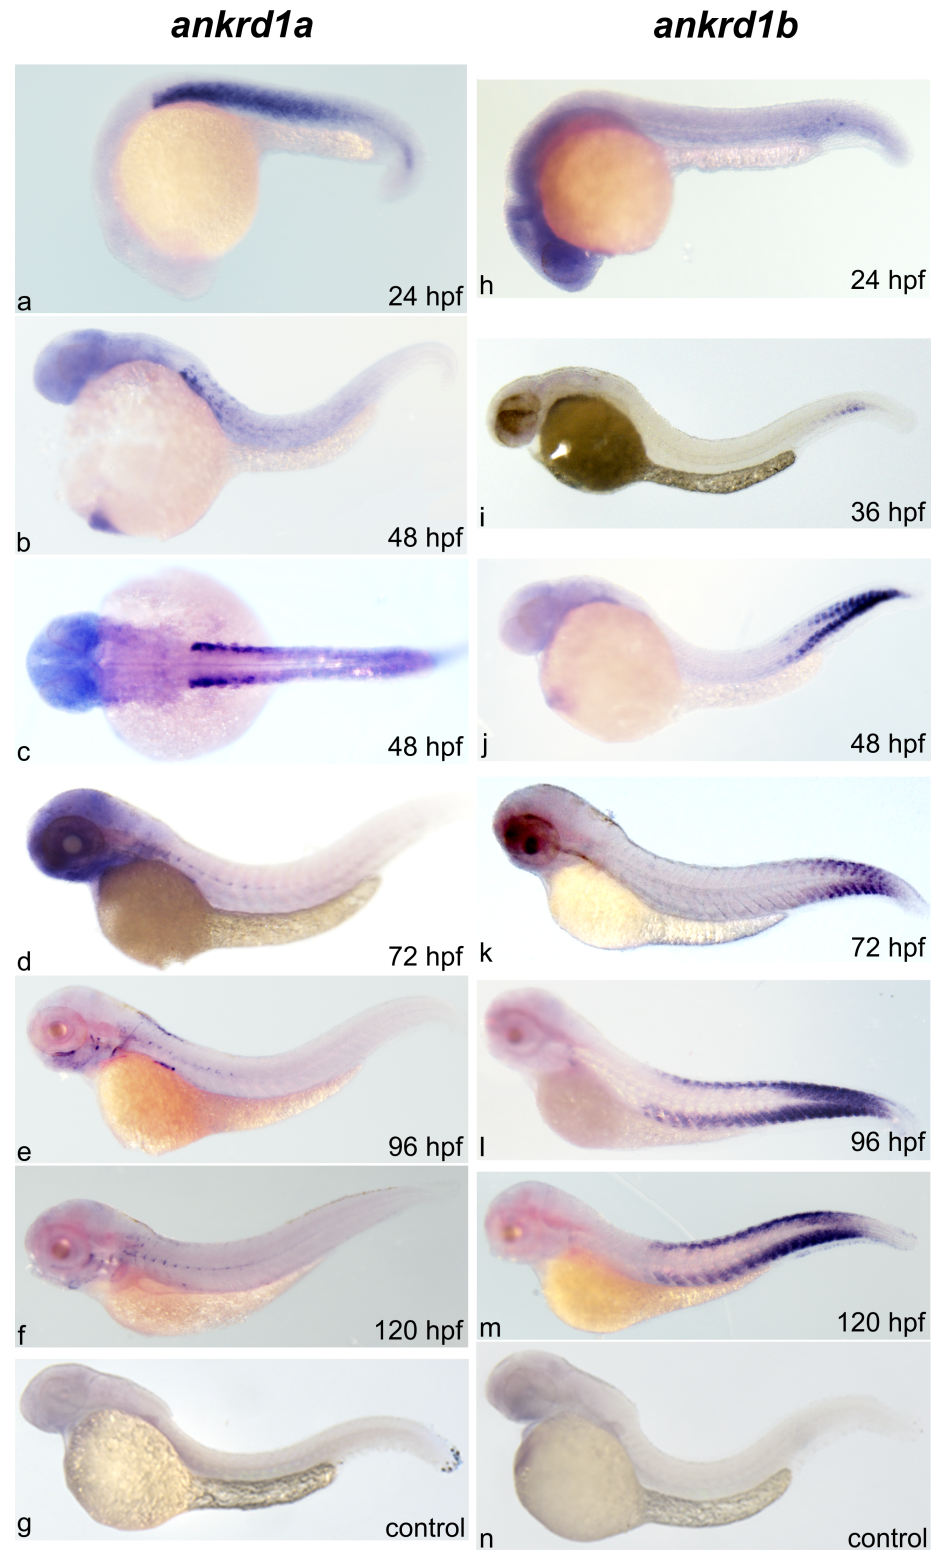 ankrd1a
ankrd1b
a
24 hpf
h
24 hpf
b
48 hpf
i
36 hpf
c
48 hpf
j
48 hpf
d
72 hpf
k
72 hpf
e
96 hpf
l
96 hpf
f
120 hpf
m
120 hpf
g
control
n
control